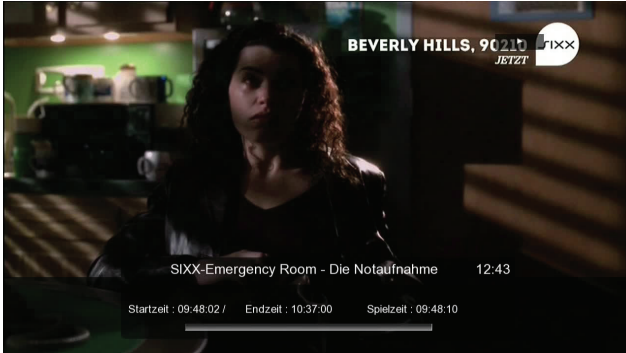 BEVERLY HILLS, 90210
JETZT
sixx
SIXX-Emergency Room - Die Notaufnahme 12:43
Startzeit : 09:48:02 / Endzeit : 10:37:00 Spielzeit : 09:48:10